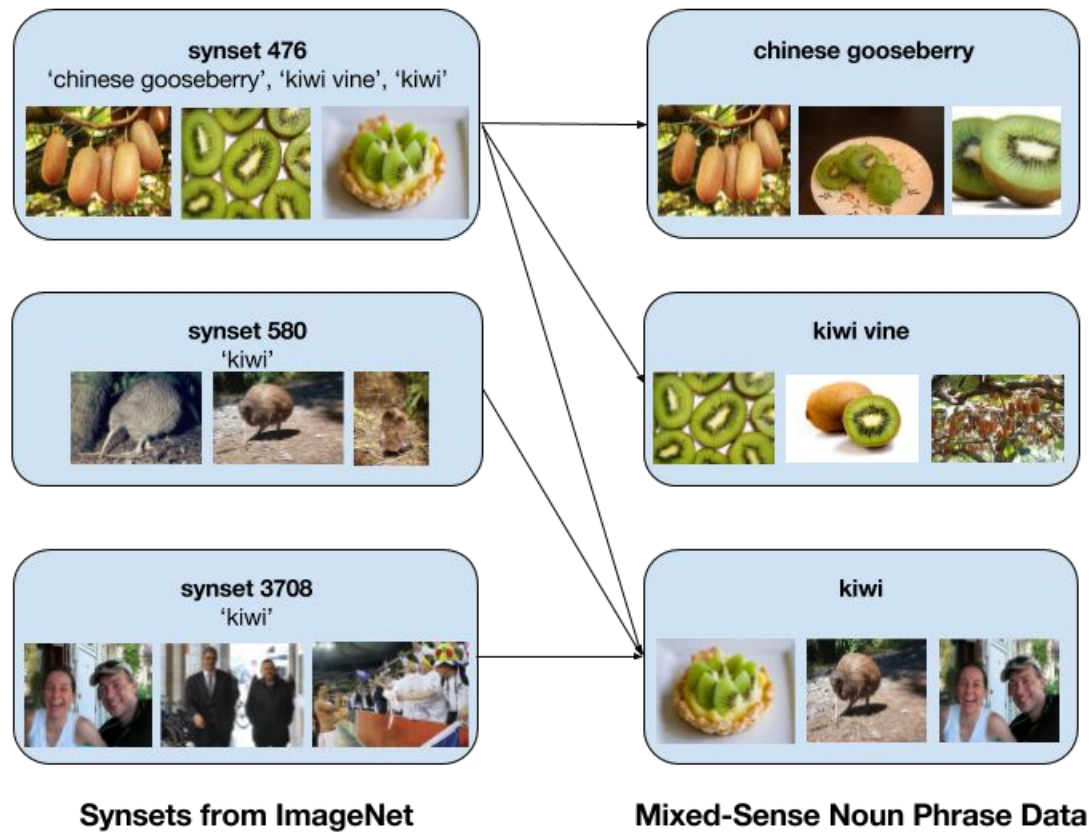 synset 476
'chinese gooseberry', 'kiwi vine', 'kiwi'
chinese gooseberry
synset 580
'kiwi'
kiwi vine
synset 3708
'kiwi'
kiwi
Synsets from ImageNet
Mixed-Sense Noun Phrase Data